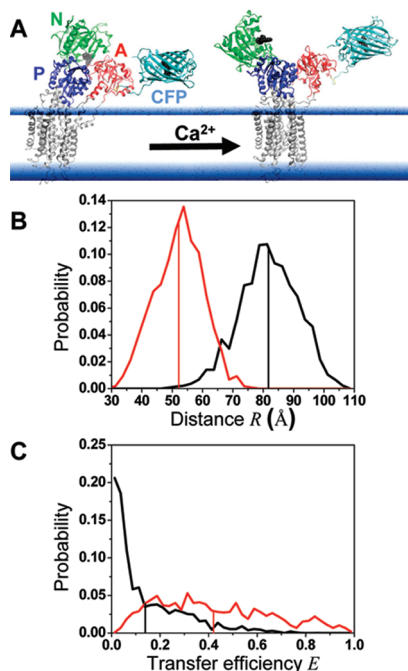 A
N
A
P
CFP
Ca²⁺
B
0.14
0.12
0.10
0.08
0.06
0.04
0.02
0.00
Probability
30 40 50 60 70 80 90 100 110
Distance R (Å)
C
0.25
0.20
0.15
0.10
0.05
0.00
Probability
0.0 0.2 0.4 0.6 0.8 1.0
Transfer efficiency E